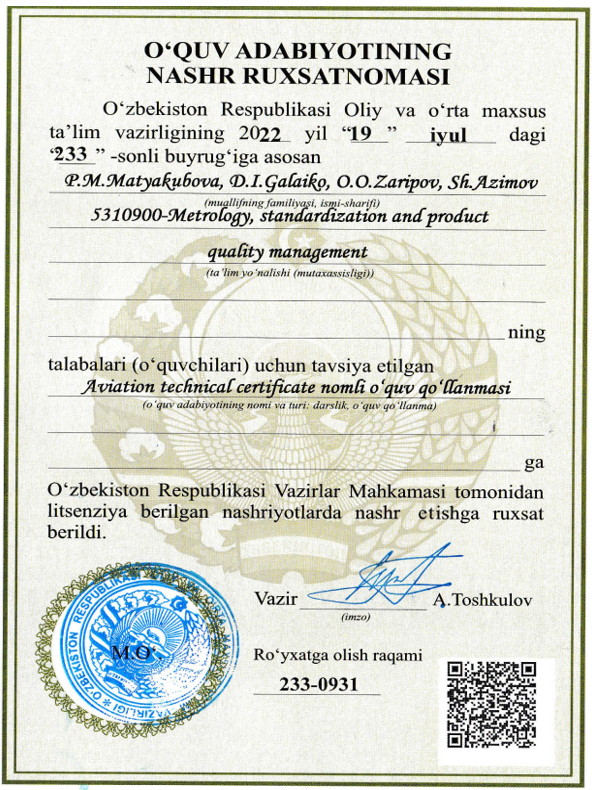 O‘QUV ADABIYOTINING
NASHR RUXSATNOMASI
O‘zbekiston Respublikasi Oliy va o‘rta maxsus
ta’lim vazirligining 2022 yil “19 ” iyul dagi
“233 ” -sonli buyrug‘iga asosan
P.M.Matyakubova, D.I.Galaiko, O.O.Zaripov, Sh.Azimov
(muallifning familiyasi, ismi-sharifi)
5310900-Metrology, standardization and product
quality management
(ta’lim yo‘nalishi (mutaxassisligi))
ning
talabalari (o‘quvchilari) uchun tavsiya etilgan
Aviation technical certificate nomli o‘quv qo‘llanmasi
(o‘quv adabiyotining nomi va turi: darslik, o‘quv qo‘llanma)
ga
O‘zbekiston Respublikasi Vazirlar Mahkamasi tomonidan
litsenziya berilgan nashriyotlarda nashr etishga ruxsat
berildi.
Vazir A.Toshkulov
(imzo)
M.O‘.
O‘ZBEKISTON RESPUBLIKASI
VAZIRLIGI
Ro‘yxatga olish raqami
233-0931